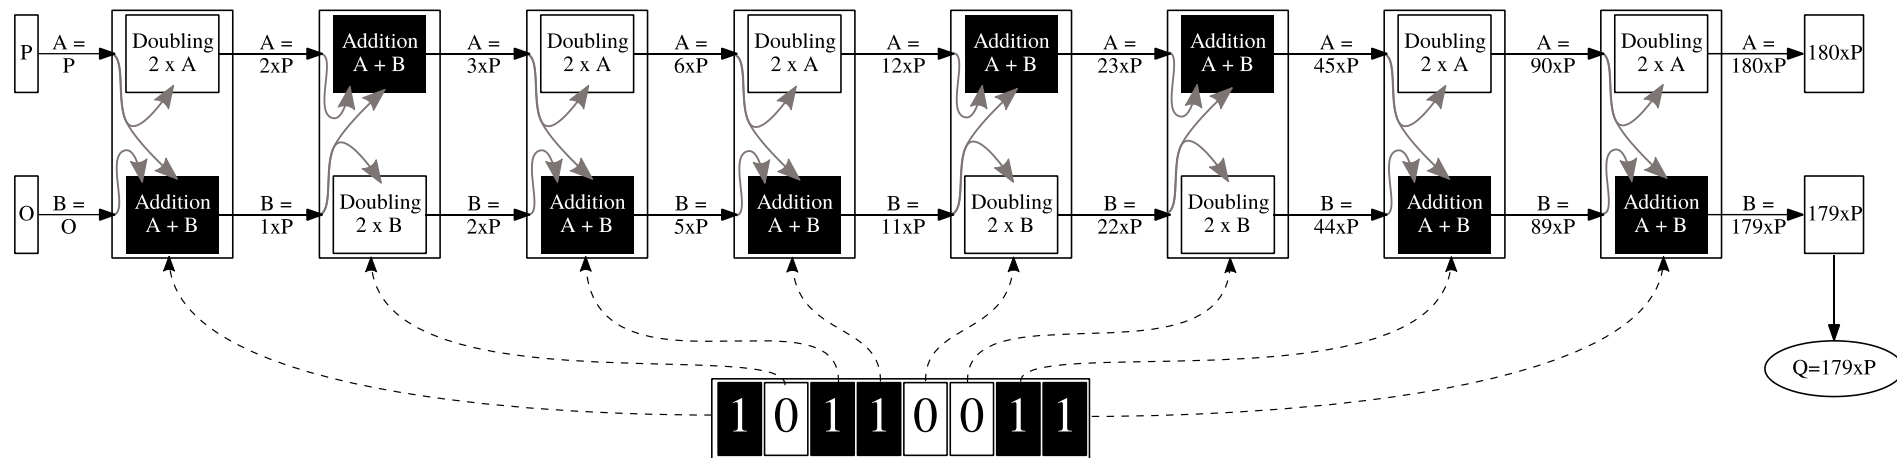 P
A =
P
Doubling
2 x A
A =
2xP
Addition
A + B
A =
3xP
Doubling
2 x A
A =
6xP
Doubling
2 x A
A =
12xP
Addition
A + B
A =
23xP
Addition
A + B
A =
45xP
Doubling
2 x A
A =
90xP
Doubling
2 x A
A =
180xP
180xP
O
B =
O
Addition
A + B
B =
1xP
Doubling
2 x B
B =
2xP
Addition
A + B
B =
5xP
Addition
A + B
B =
11xP
Doubling
2 x B
B =
22xP
Doubling
2 x B
B =
44xP
Addition
A + B
B =
89xP
Addition
A + B
B =
179xP
179xP
Q=179xP
1 0 1 1 0 0 1 1